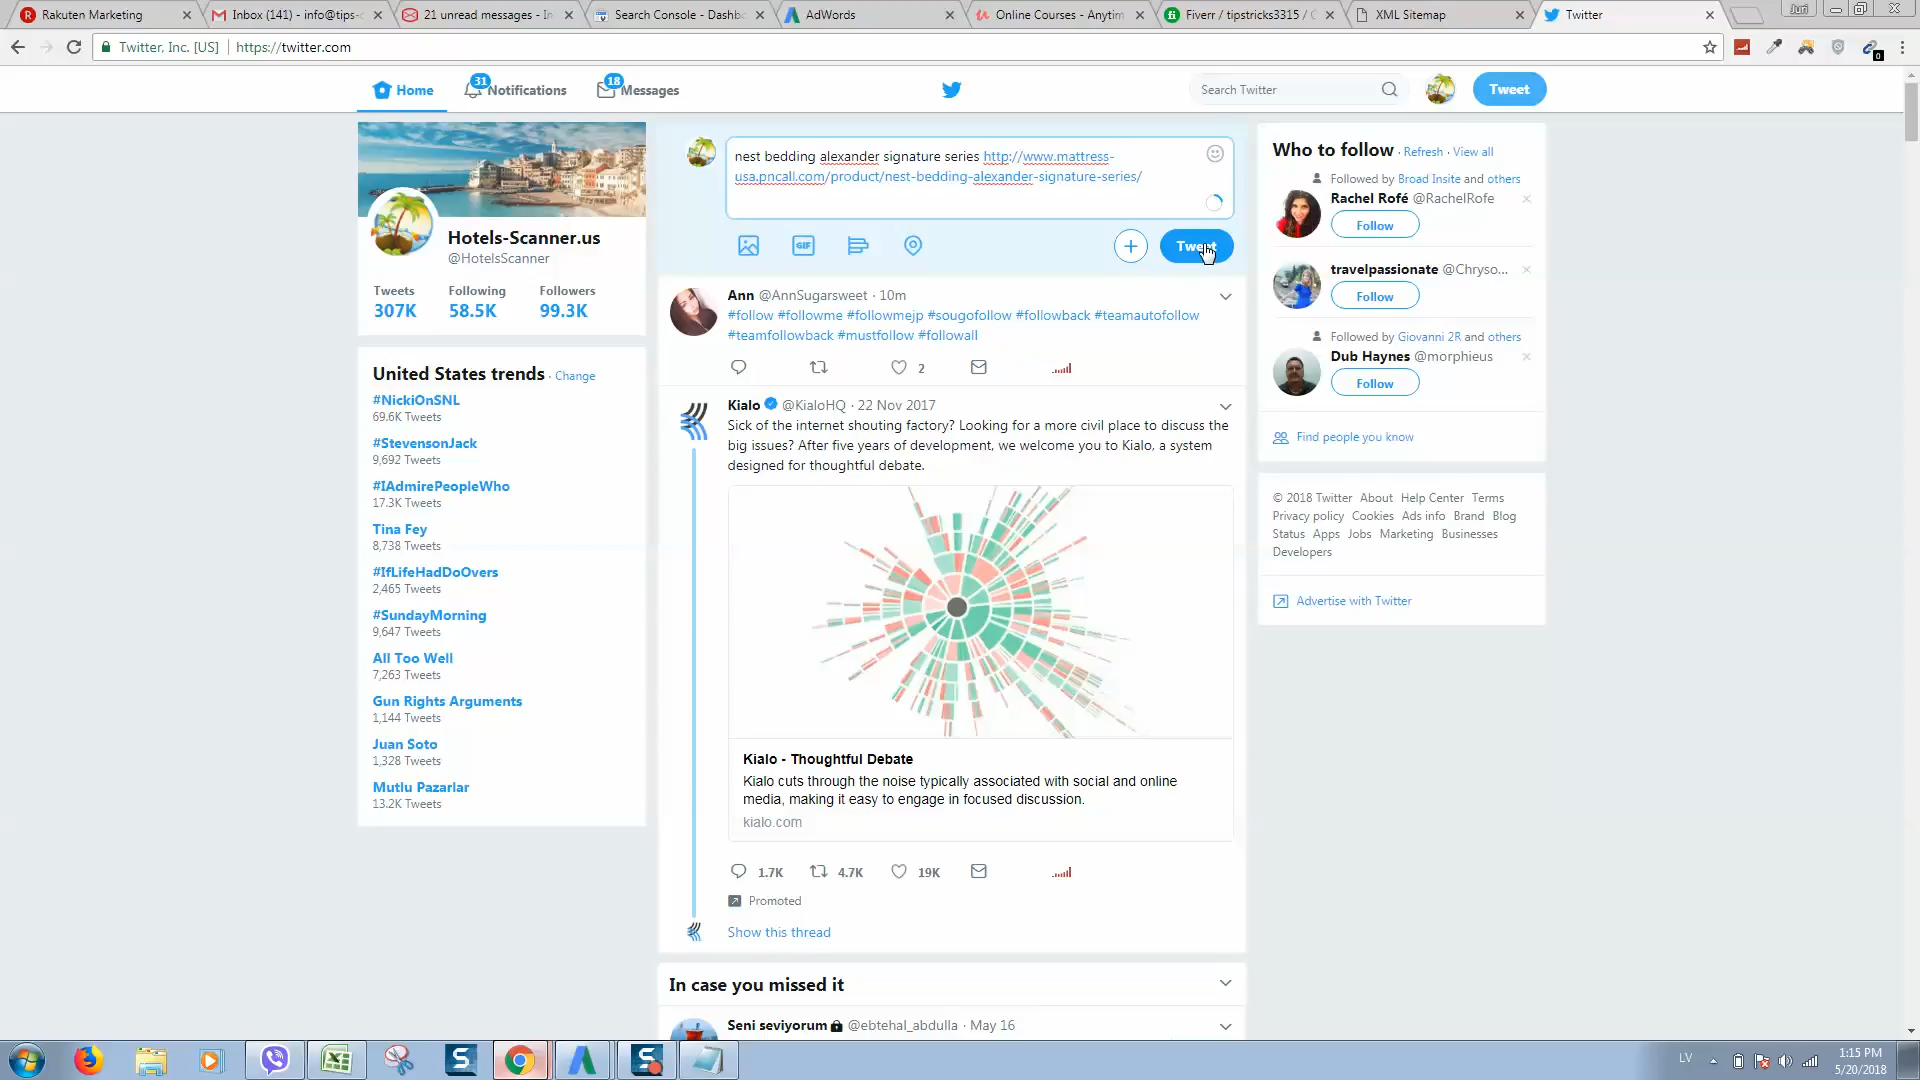 Rakuten Marketing
Inbox (141) - info@tips-
21 unread messages - In
Search Console - Dashb
AdWords
Online Courses - Anytim
Fiverr / tipstricks3315 /
XML Sitemap
Twitter
Juri
Twitter, Inc. [US]
https://twitter.com
0
Home
31
Notifications
18
Messages
Search Twitter
Tweet
nest bedding alexander signature series http://www.mattress-
usa.pncall.com/product/nest-bedding-alexander-signature-series/
GIF
Tweet
Hotels-Scanner.us
@HotelsScanner
Tweets Following Followers
307K 58.5K 99.3K
United States trends · Change
#NickiOnSNL
69.6K Tweets
#StevensonJack
9,692 Tweets
#IAdmirePeopleWho
17.3K Tweets
Tina Fey
8,738 Tweets
#IfLifeHadDoOvers
2,465 Tweets
#SundayMorning
9,647 Tweets
All Too Well
7,263 Tweets
Gun Rights Arguments
1,144 Tweets
Juan Soto
1,328 Tweets
Mutlu Pazarlar
13.2K Tweets
Ann @AnnSugarsweet · 10m
#follow #followme #followmejp #sougofollow #followback #teamautofollow
#teamfollowback #mustfollow #followall
2
Kialo @KialoHQ · 22 Nov 2017
Sick of the internet shouting factory? Looking for a more civil place to discuss the
big issues? After five years of development, we welcome you to Kialo, a system
designed for thoughtful debate.
Kialo - Thoughtful Debate
Kialo cuts through the noise typically associated with social and online
media, making it easy to engage in focused discussion.
kialo.com
1.7K 4.7K 19K
Promoted
Show this thread
In case you missed it
Seni seviyorum @ebtehal_abdulla · May 16
Who to follow · Refresh · View all
Followed by Broad Insite and others
Rachel Rofé @RachelRofe
Follow
travelpassionate @Chryso...
Follow
Followed by Giovanni 2R and others
Dub Haynes @morphieus
Follow
Find people you know
© 2018 Twitter About Help Center Terms
Privacy policy Cookies Ads info Brand Blog
Status Apps Jobs Marketing Businesses
Developers
Advertise with Twitter
LV
1:15 PM
5/20/2018